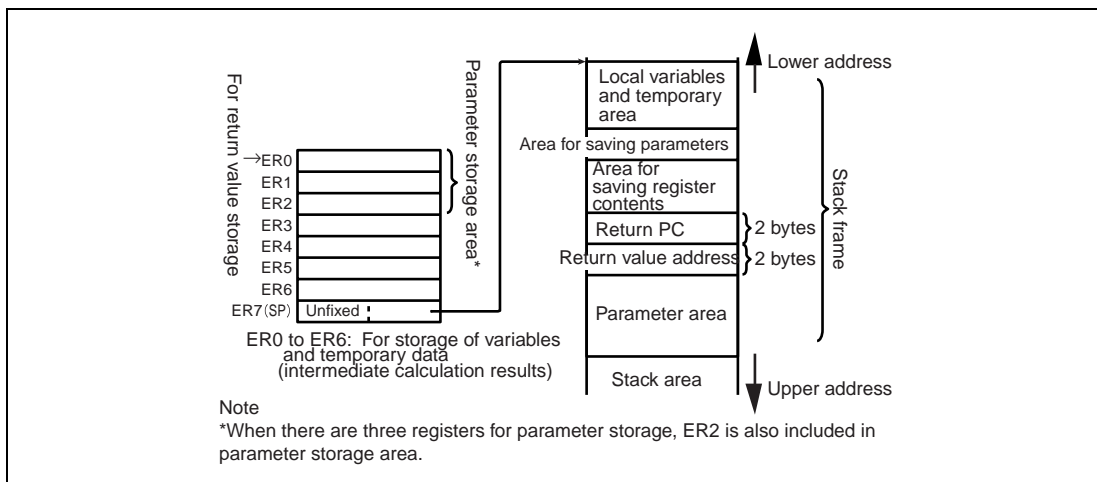 For return value storage
→ER0
ER1
ER2
ER3
ER4
ER5
ER6
ER7(SP)
Unfixed
Parameter storage area*
ER0 to ER6: For storage of variables
and temporary data
(intermediate calculation results)
Local variables
and temporary
area
Area for saving parameters
Area for
saving register
contents
Return PC
Return value address
Parameter area
Stack area
2 bytes
2 bytes
Lower address
Stack frame
Upper address
Note
*When there are three registers for parameter storage, ER2 is also included in
parameter storage area.